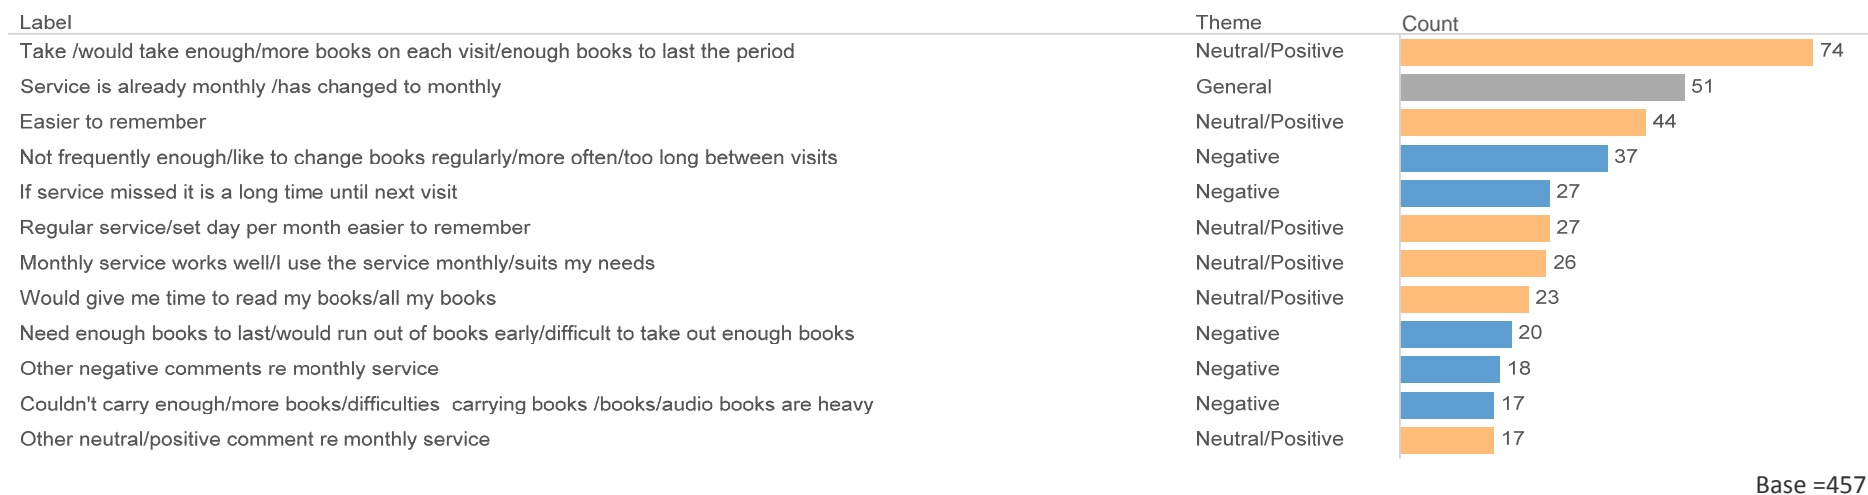 Label Theme Count
Take /would take enough/more books on each visit/enough books to last the period Neutral/Positive 74
Service is already monthly /has changed to monthly General 51
Easier to remember Neutral/Positive 44
Not frequently enough/like to change books regularly/more often/too long between visits Negative 37
If service missed it is a long time until next visit Negative 27
Regular service/set day per month easier to remember Neutral/Positive 27
Monthly service works well/I use the service monthly/suits my needs Neutral/Positive 26
Would give me time to read my books/all my books Neutral/Positive 23
Need enough books to last/would run out of books early/difficult to take out enough books Negative 20
Other negative comments re monthly service Negative 18
Couldn't carry enough/more books/difficulties  carrying books /books/audio books are heavy Negative 17
Other neutral/positive comment re monthly service Neutral/Positive 17
Base =457